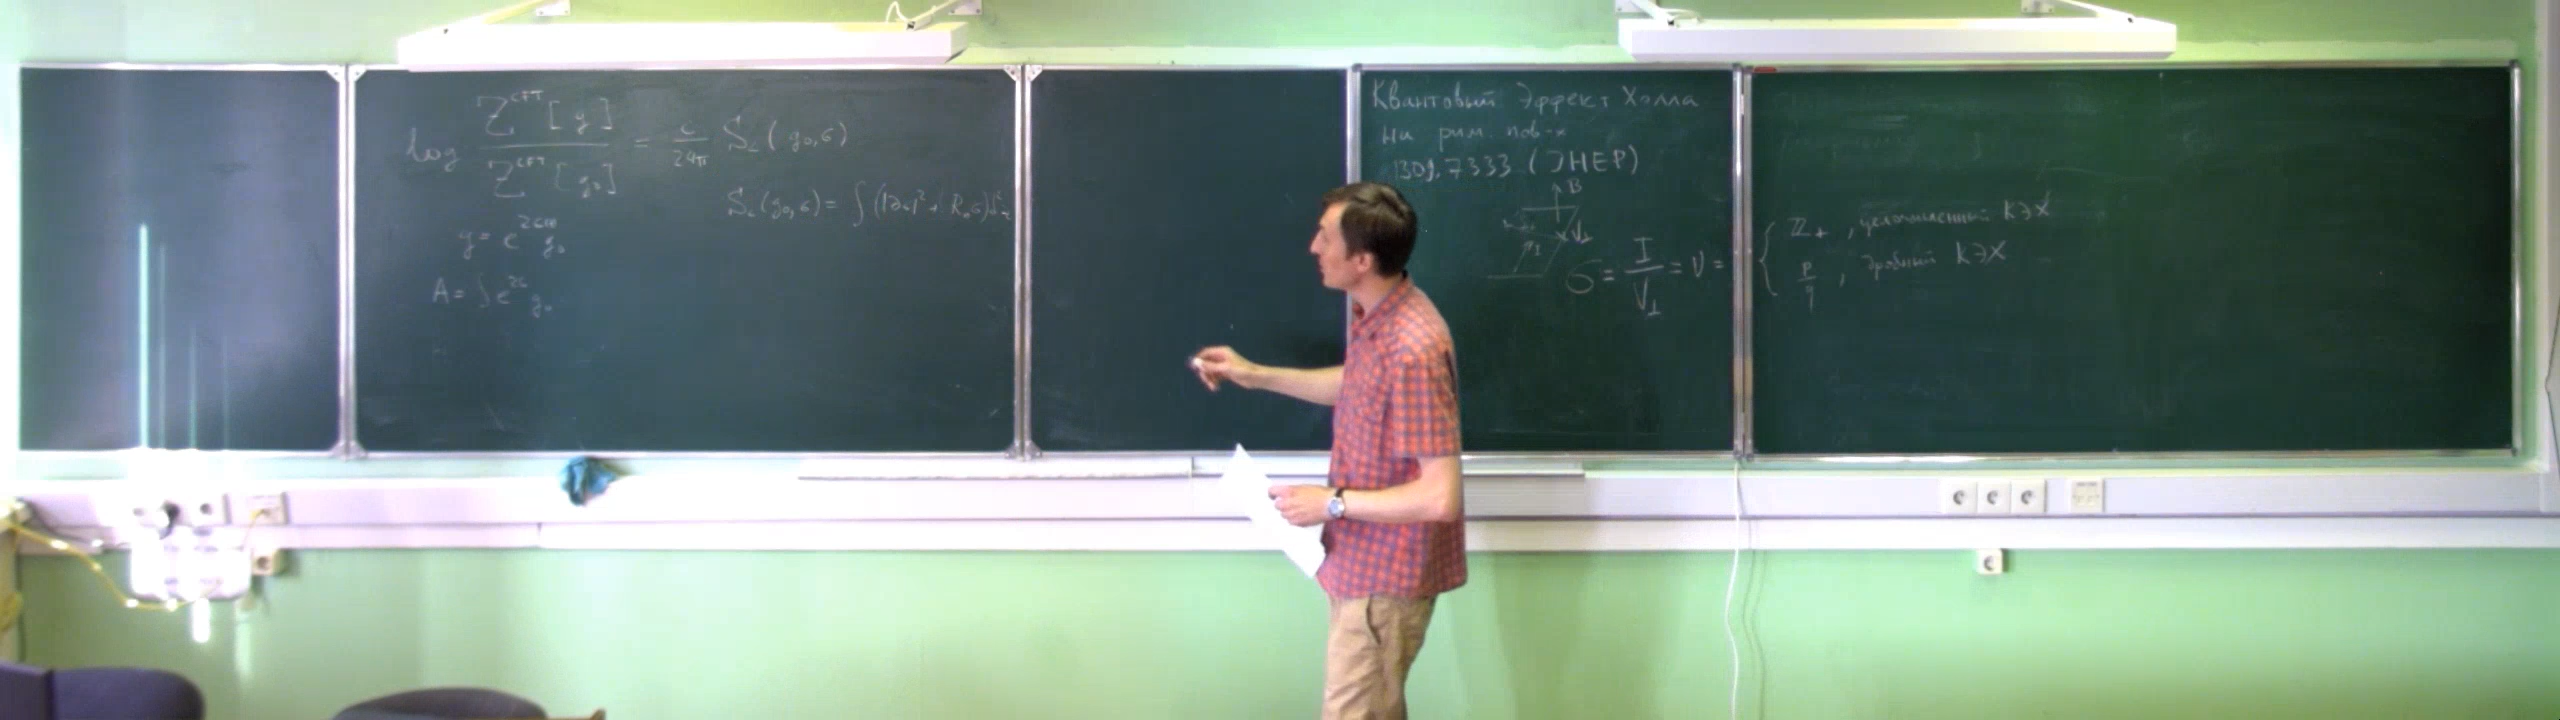 log Z^CFT [g] / Z^CFT [g₀] = c/24π S_L (g₀, σ)
S_L (g₀, σ) = ∫ (|∂σ|² + R₀σ) d²z
g = e^2σ g₀
A = ∫ e^2σ g₀
Квантовый Эффект Холла
на рим. пов-х
1309.7333 (JHEP)
B
V⊥
I
σ = I / V⊥ = ν = { ℤ₊, целочисленный КЭХ
p/q, дробный КЭХ